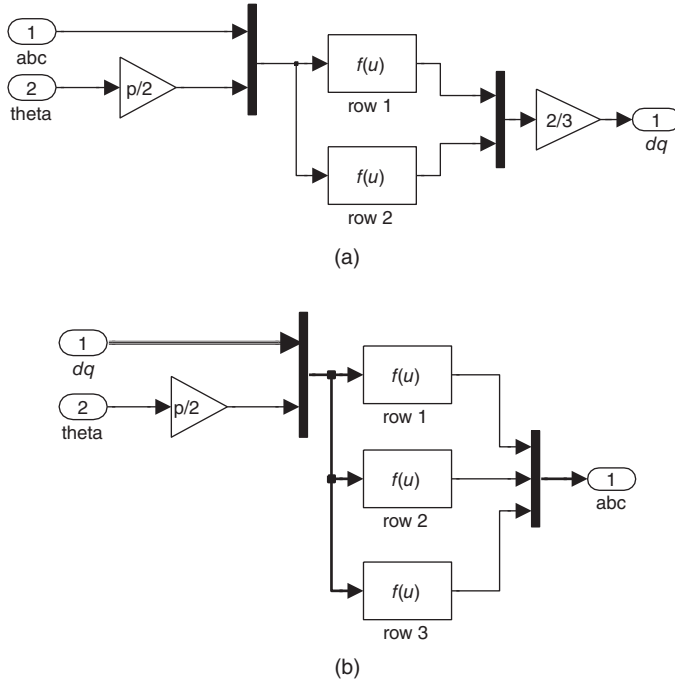 1
abc
2
theta
p/2
f(u)
row 1
f(u)
row 2
2/3
1
dq
(a)
1
dq
2
theta
p/2
f(u)
row 1
f(u)
row 2
f(u)
row 3
1
abc
(b)